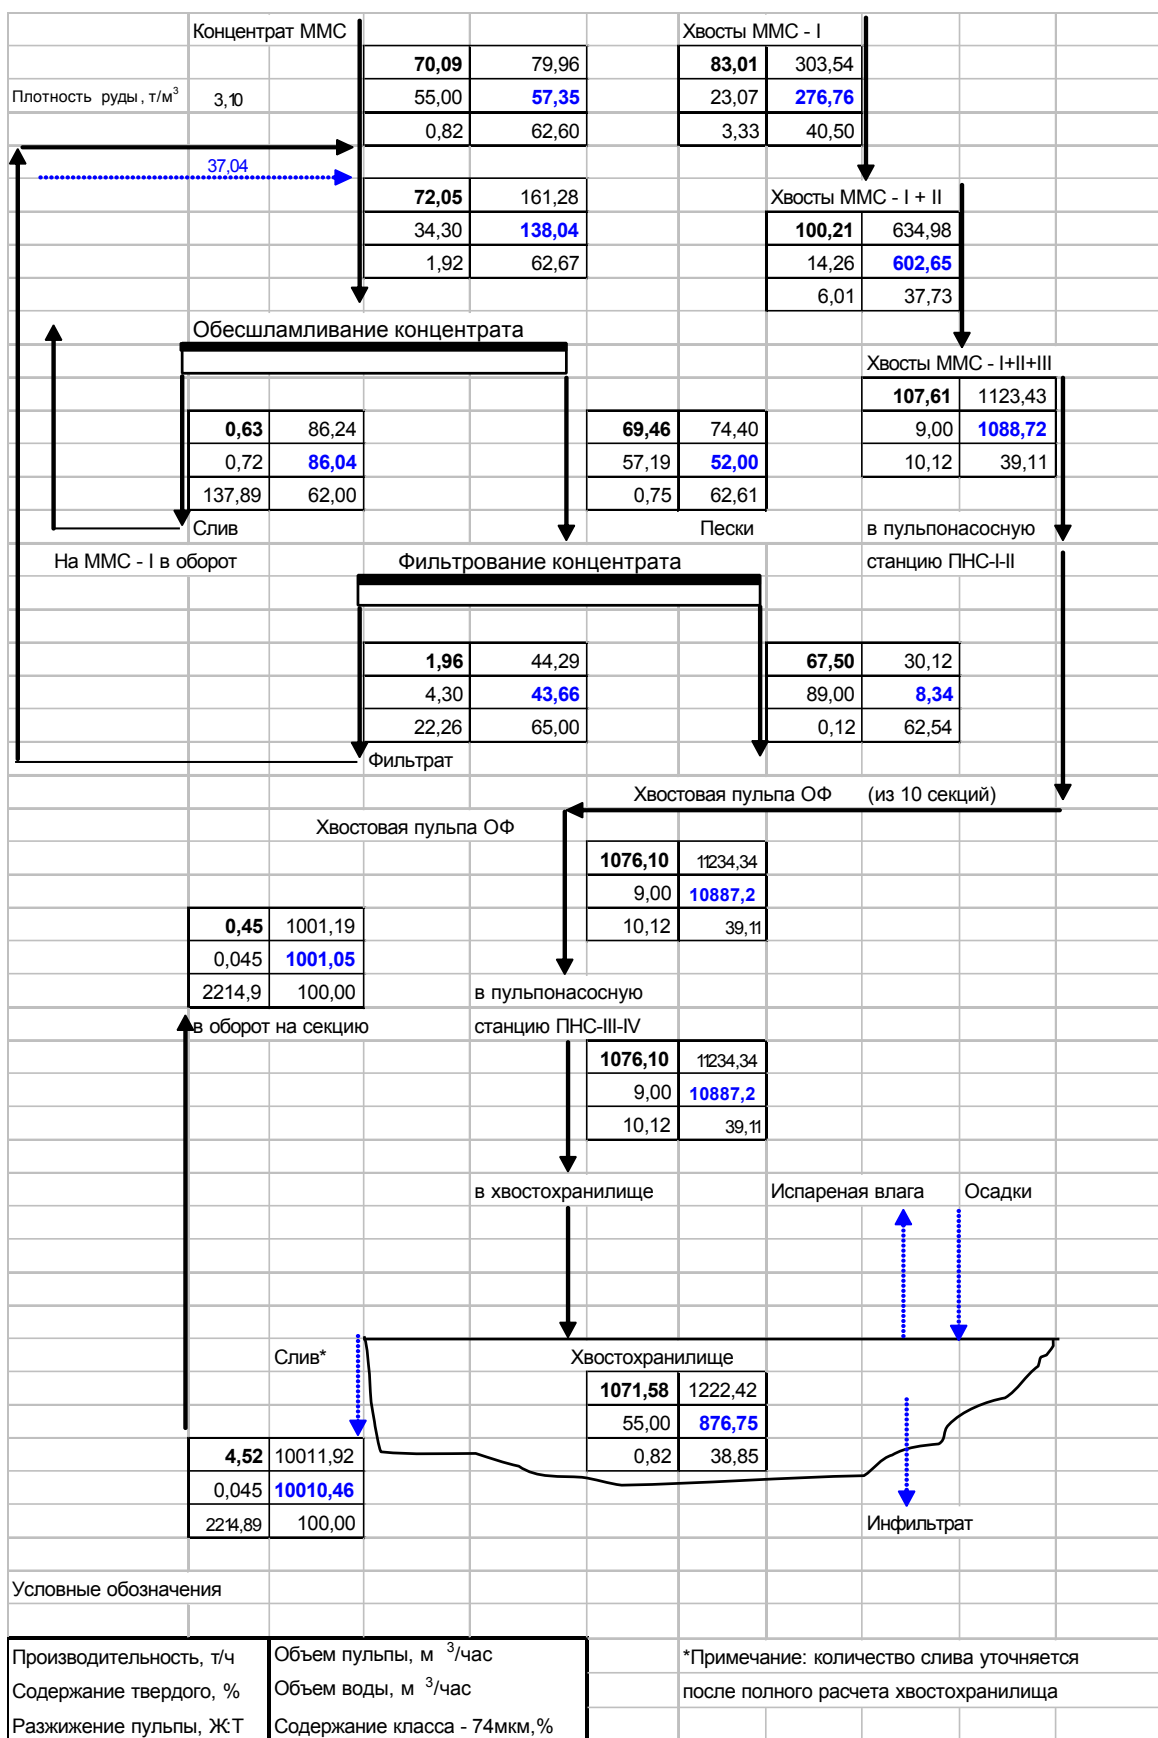 Концентрат ММС
Хвосты ММС - I
70,09 79,96
83,01 303,54
Плотность руды, т/м³ 3,10
55,00 57,35
23,07 276,76
0,82 62,60
3,33 40,50
37,04
72,05 161,28
Хвосты ММС - I + II
34,30 138,04
100,21 634,98
1,92 62,67
14,26 602,65
6,01 37,73
Обесшламливание концентрата
Хвосты ММС - I+II+III
107,61 1123,43
0,63 86,24
69,46 74,40
9,00 1088,72
0,72 86,04
57,19 52,00
10,12 39,11
137,89 62,00
0,75 62,61
Слив
Пески
в пульпонасосную
На ММС - I в оборот
Фильтрование концентрата
станцию ПНС-I-II
1,96 44,29
67,50 30,12
4,30 43,66
89,00 8,34
22,26 65,00
0,12 62,54
Фильтрат
Хвостовая пульпа ОФ (из 10 секций)
Хвостовая пульпа ОФ
1076,10 11234,34
9,00 10887,2
0,45 1001,19
10,12 39,11
0,045 1001,05
2214,9 100,00
в пульпонасосную
в оборот на секцию
станцию ПНС-III-IV
1076,10 11234,34
9,00 10887,2
10,12 39,11
в хвостохранилище
Испареная влага
Осадки
Слив*
Хвостохранилище
1071,58 1222,42
55,00 876,75
4,52 10011,92
0,82 38,85
0,045 10010,46
2214,89 100,00
Инфильтрат
Условные обозначения
Производительность, т/ч
Объем пульпы, м ³/час
*Примечание: количество слива уточняется
Содержание твердого, %
Объем воды, м ³/час
после полного расчета хвостохранилища
Разжижение пульпы, Ж:Т
Содержание класса - 74мкм,%